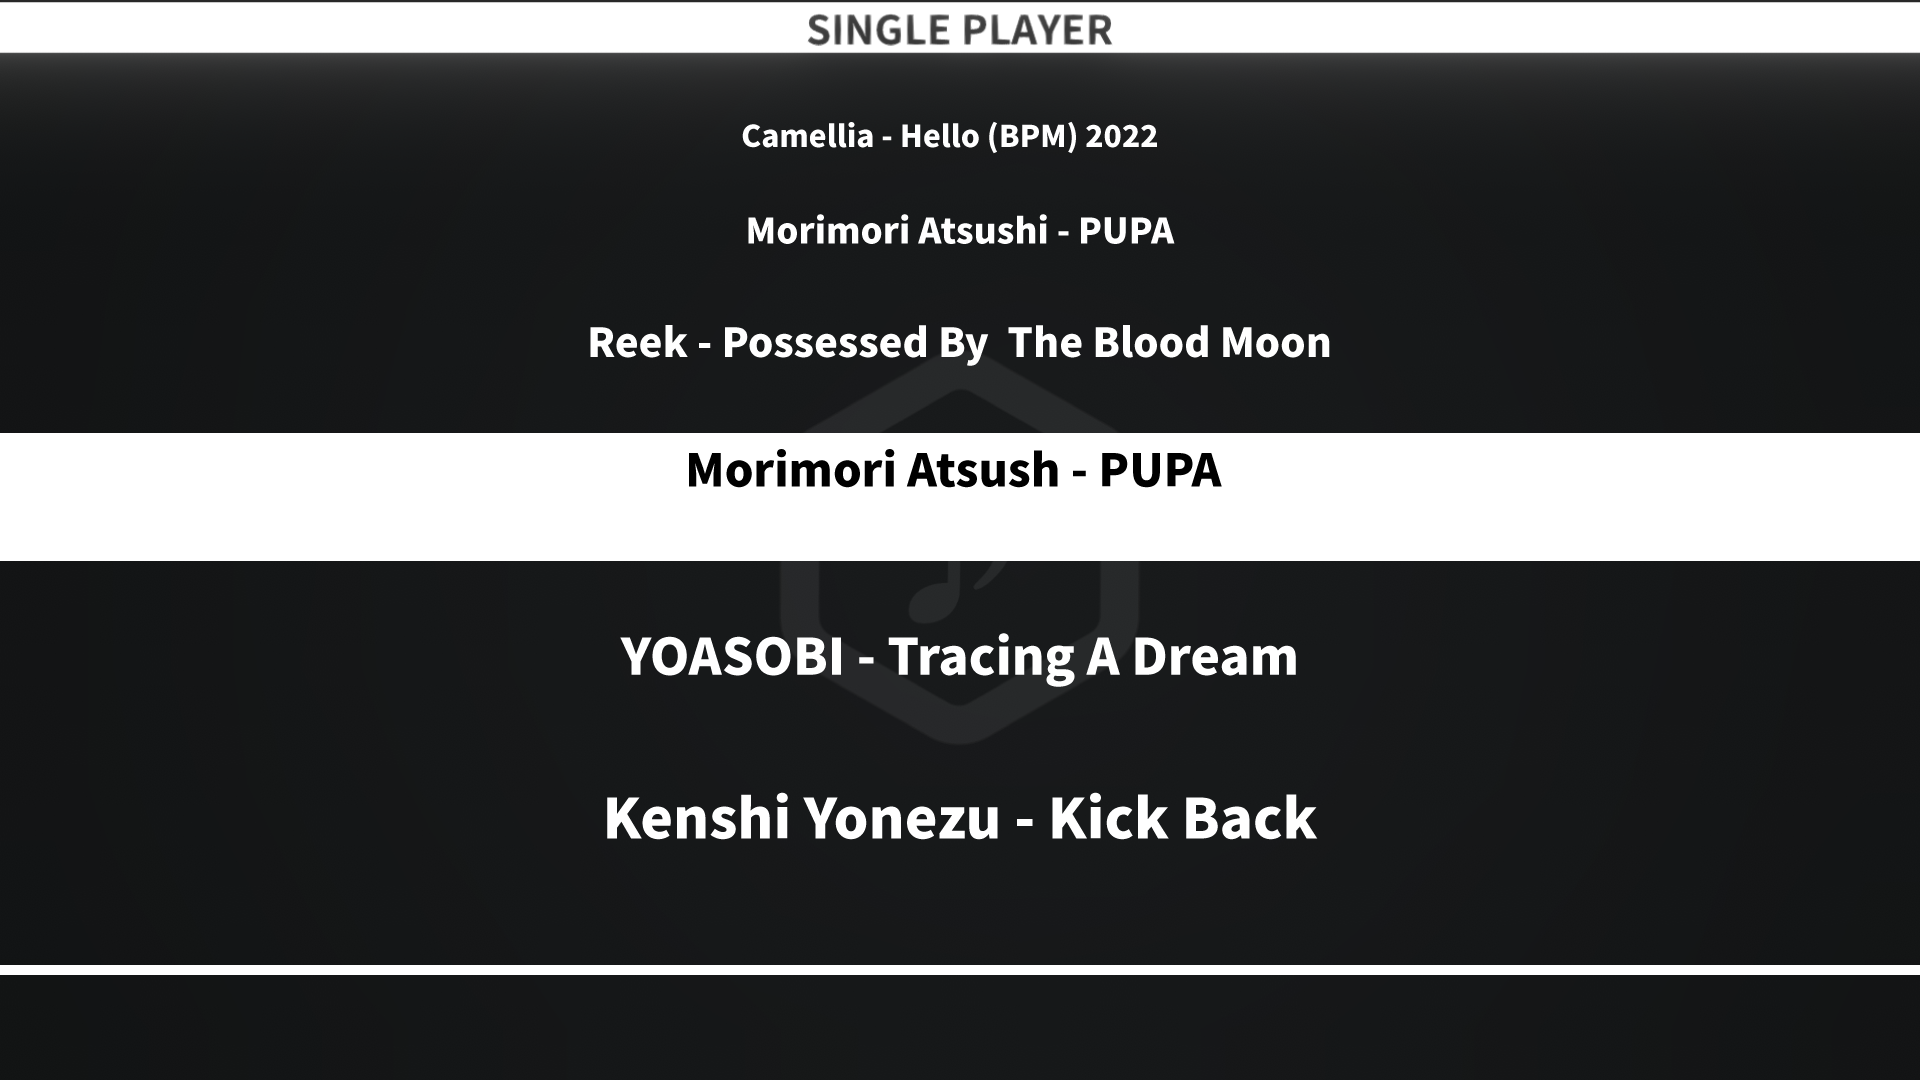 SINGLE PLAYER
Camellia - Hello (BPM) 2022
Morimori Atsushi - PUPA
Reek - Possessed By  The Blood Moon
Morimori Atsush - PUPA
YOASOBI - Tracing A Dream
Kenshi Yonezu - Kick Back